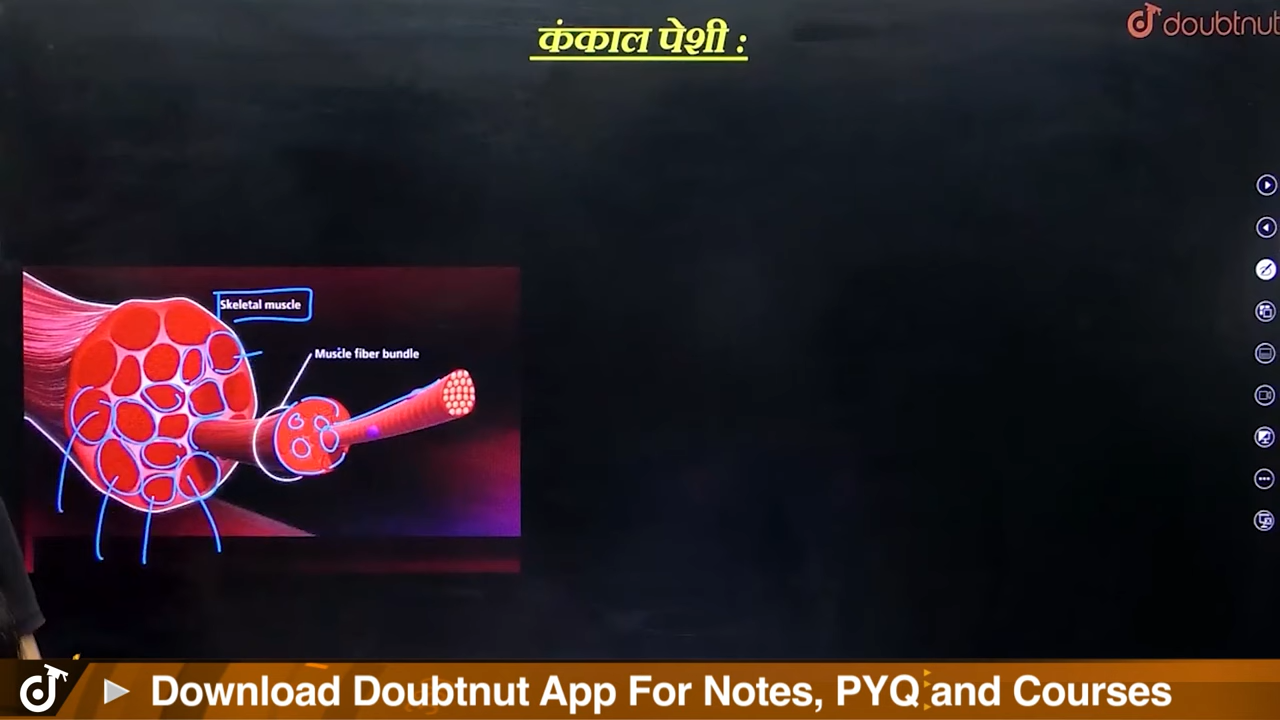 कंकाल पेशी :
doubtnut
Skeletal muscle
Muscle fiber bundle
Download Doubtnut App For Notes, PYQ and Courses